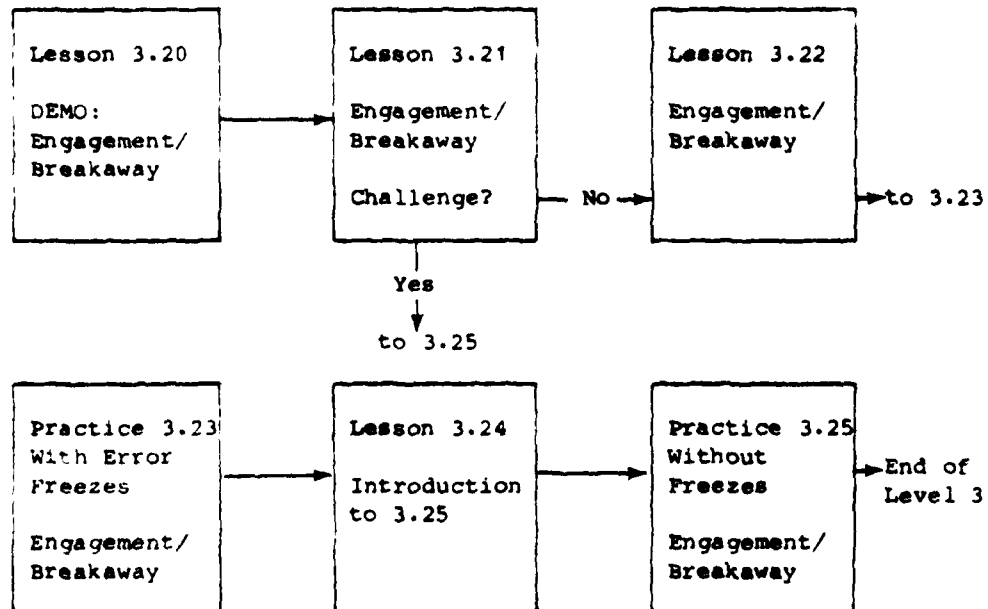 Lesson 3.20
DEMO:
Engagement/
Breakaway
Lesson 3.21
Engagement/
Breakaway
Challenge?
No
Lesson 3.22
Engagement/
Breakaway
to 3.23
Yes
to 3.25
Practice 3.23
With Error
Freezes
Engagement/
Breakaway
Lesson 3.24
Introduction
to 3.25
Practice 3.25
Without
Freezes
Engagement/
Breakaway
End of
Level 3